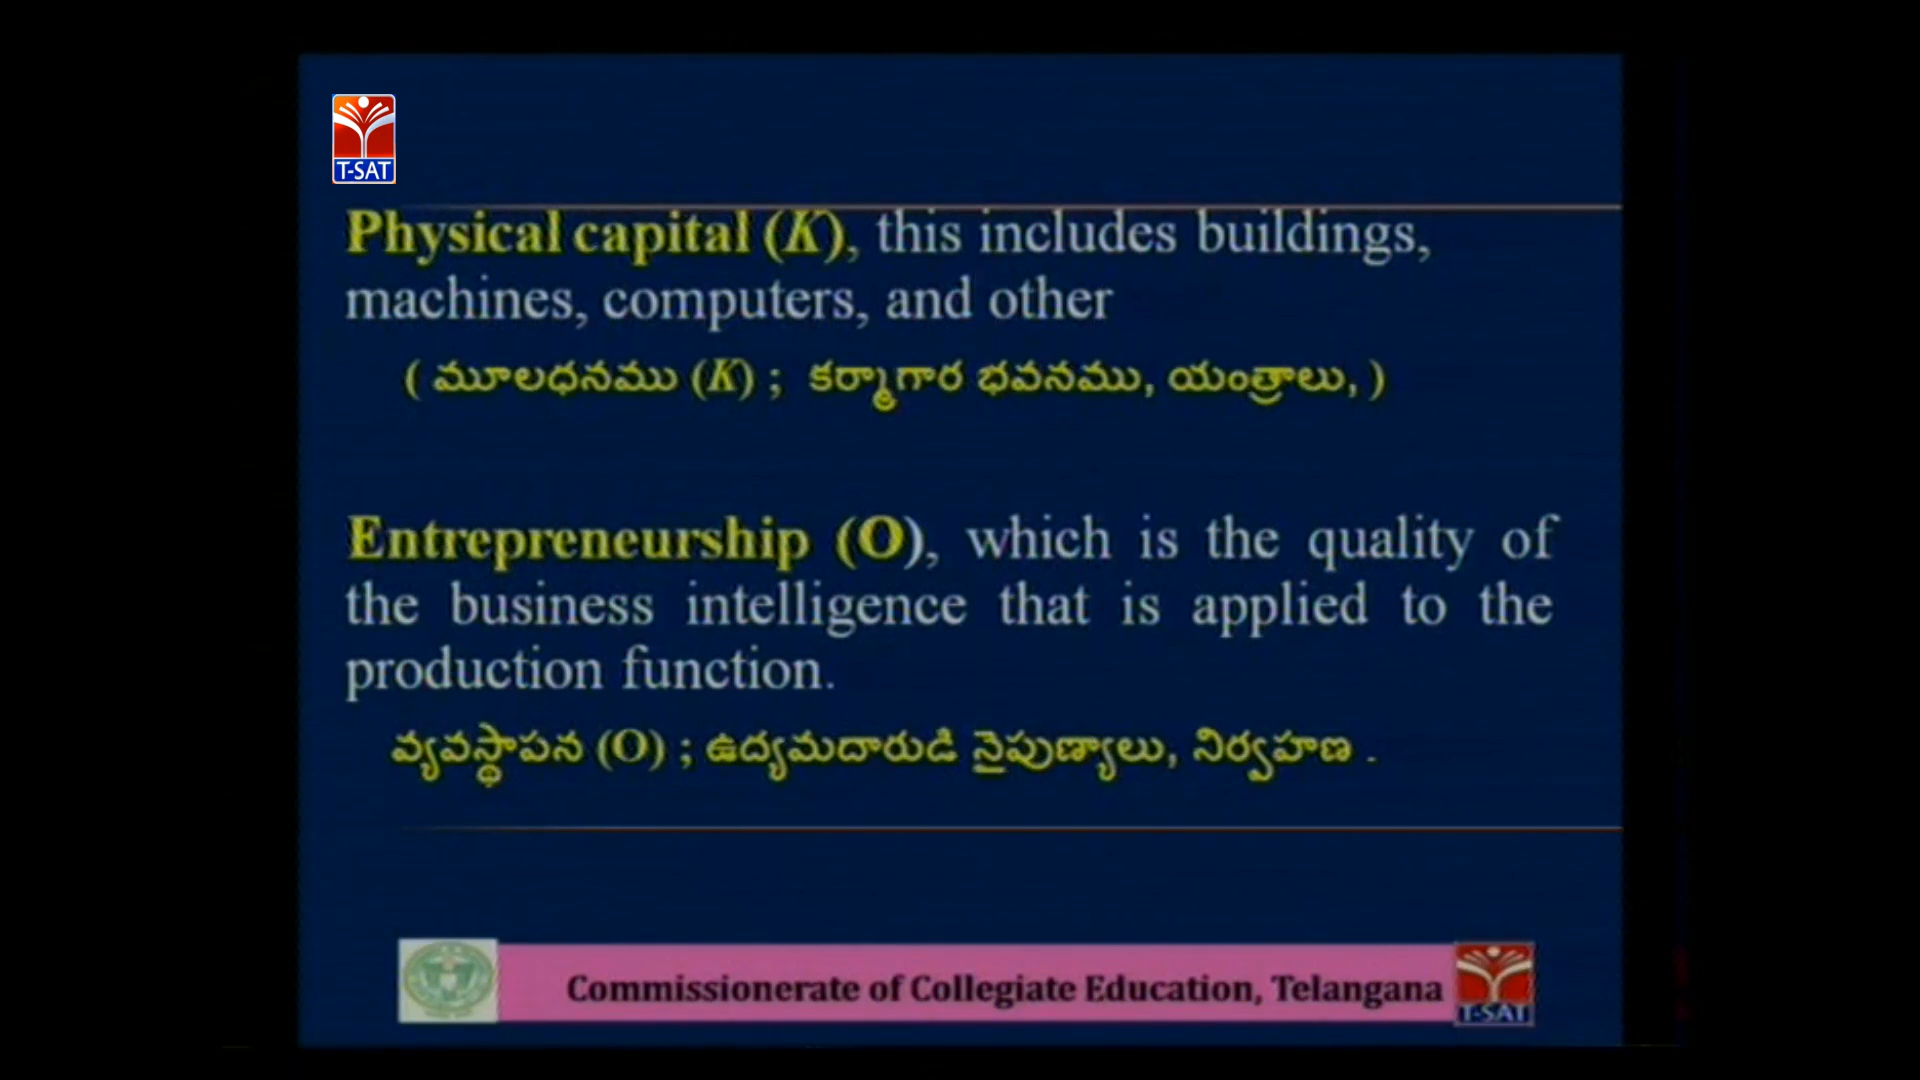 T-SAT
Physical capital (K), this includes buildings,
machines, computers, and other
( మూలధనము (K) ; కర్మాగార భవనము, యంత్రాలు, )
Entrepreneurship (O), which is the quality of
the business intelligence that is applied to the
production function.
వ్యవస్థాపన (O) ; ఉద్యమదారుడి నైపుణ్యాలు, నిర్వహణ .
Commissionerate of Collegiate Education, Telangana
T-SAT